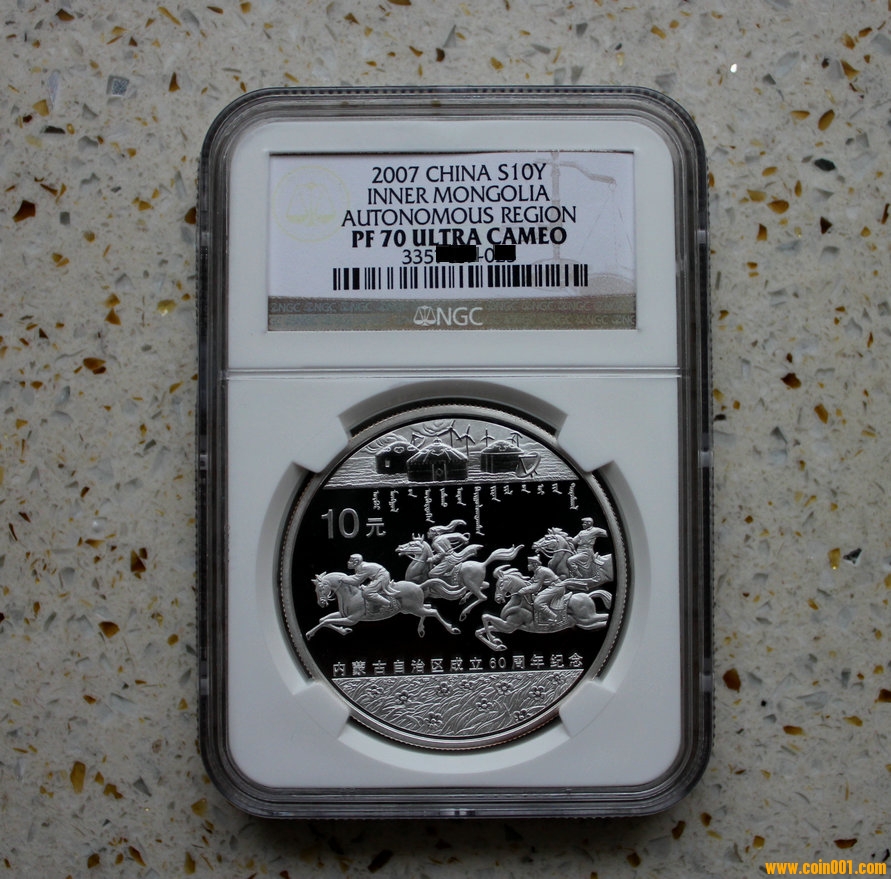 2007 CHINA S10Y
INNER MONGOLIA
AUTONOMOUS REGION
PF 70 ULTRA CAMEO
335
NGC
10元
内蒙古自治区成立60周年纪念
www.coin001.com